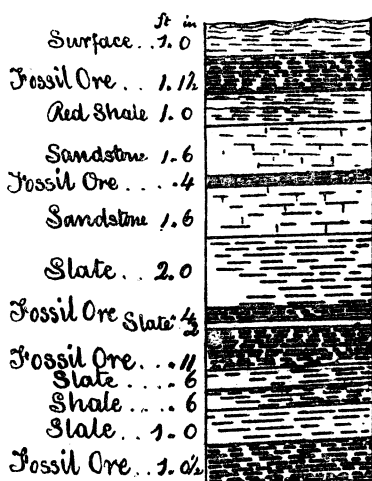 ft in
Surface . . 1. 0
Fossil Ore . . 1. 1½
Red Shale 1. 0
Sandstone 1. 6
Fossil Ore . . . . 4
Sandstone 1. 6
Slate . . 2. 0
Fossil Ore 4
Slate . . 2
Fossil Ore . . . 11
Slate . . . . 6
Shale . . . . 6
Slate . . . 1. 0
Fossil Ore . . 1. 0½